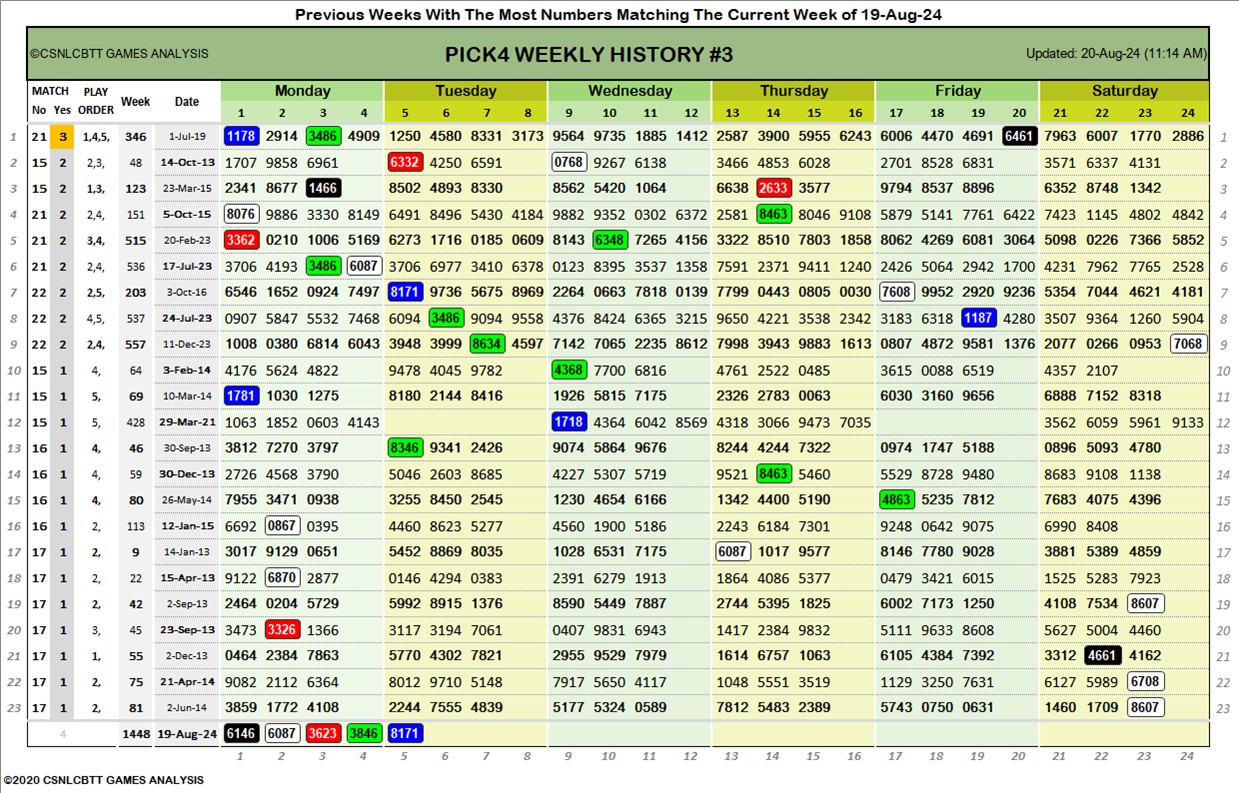 Previous Weeks With The Most Numbers Matching The Current Week of 19-Aug-24
©CSNLCBTT GAMES ANALYSIS PICK4 WEEKLY HISTORY #3 Updated: 20-Aug-24 (11:14 AM)
MATCH PLAY Week Date Monday Tuesday Wednesday Thursday Friday Saturday
No Yes ORDER 1 2 3 4 5 6 7 8 9 10 11 12 13 14 15 16 17 18 19 20 21 22 23 24
1 21 3 1,4,5, 346 1-Jul-19 1178 2914 3486 4909 1250 4580 8331 3173 9564 9735 1885 1412 2587 3900 5955 6243 6006 4470 4691 6461 7963 6007 1770 2886 1
2 15 2 2,3, 48 14-Oct-13 1707 9858 6961 6332 4250 6591 0768 9267 6138 3466 4853 6028 2701 8528 6831 3571 6337 4131 2
3 15 2 1,3, 123 23-Mar-15 2341 8677 1466 8502 4893 8330 8562 5420 1064 6638 2633 3577 9794 8537 8896 6352 8748 1342 3
4 21 2 2,4, 151 5-Oct-15 8076 9886 3330 8149 6491 8496 5430 4184 9882 9352 0302 6372 2581 8463 8046 9108 5879 5141 7761 6422 7423 1145 4802 4842 4
5 21 2 3,4, 515 20-Feb-23 3362 0210 1006 5169 6273 1716 0185 0609 8143 6348 7265 4156 3322 8510 7803 1858 8062 4269 6081 3064 5098 0226 7366 5852 5
6 21 2 2,4, 536 17-Jul-23 3706 4193 3486 6087 3706 6977 3410 6378 0123 8395 3537 1358 7591 2371 9411 1240 2426 5064 2942 1700 4231 7962 7765 2528 6
7 22 2 2,5, 203 3-Oct-16 6546 1652 0924 7497 8171 9736 5675 8969 2264 0663 7818 0139 7799 0443 0805 0030 7608 9952 2920 9236 5354 7044 4621 4181 7
8 22 2 4,5, 537 24-Jul-23 0907 5847 5532 7468 6094 3486 9094 9558 4376 8424 6365 3215 9650 4221 3538 2342 3183 6318 1187 4280 3507 9364 1260 5904 8
9 22 2 2,4, 557 11-Dec-23 1008 0380 6814 6043 3948 3999 8634 4597 7142 7065 2235 8612 7998 3943 9883 1613 0807 4872 9581 1376 2077 0266 0953 7068 9
10 15 1 4, 64 3-Feb-14 4176 5624 4822 9478 4045 9782 4368 7700 6816 4761 2522 0485 3615 0088 6519 4357 2107 10
11 15 1 5, 69 10-Mar-14 1781 1030 1275 8180 2144 8416 1926 5815 7175 2326 2783 0063 6030 3160 9656 6888 7152 8318 11
12 15 1 5, 428 29-Mar-21 1063 1852 0603 4143 1718 4364 6042 8569 4318 3066 9473 7035 3562 6059 5961 9133 12
13 16 1 4, 46 30-Sep-13 3812 7270 3797 8346 9341 2426 9074 5864 9676 8244 4244 7322 0974 1747 5188 0896 5093 4780 13
14 16 1 4, 59 30-Dec-13 2726 4568 3790 5046 2603 8685 4227 5307 5719 9521 8463 5460 5529 8728 9480 8683 9108 1138 14
15 16 1 4, 80 26-May-14 7955 3471 0938 3255 8450 2545 1230 4654 6166 1342 4400 5190 4863 5235 7812 7683 4075 4396 15
16 16 1 2, 113 12-Jan-15 6692 0867 0395 4460 8623 5277 4560 1900 5186 2243 6184 7301 9248 0642 9075 6990 8408 16
17 17 1 2, 9 14-Jan-13 3017 9129 0651 5452 8869 8035 1028 6531 7175 6087 1017 9577 8146 7780 9028 3881 5389 4859 17
18 17 1 2, 22 15-Apr-13 9122 6870 2877 0146 4294 0383 2391 6279 1913 1864 4086 5377 0479 3421 6015 1525 5283 7923 18
19 17 1 2, 42 2-Sep-13 2464 0204 5729 5992 8915 1376 8590 5449 7887 2744 5395 1825 6002 7173 1250 4108 7534 8607 19
20 17 1 3, 45 23-Sep-13 3473 3326 1366 3117 3194 7061 0407 9831 6943 1417 2384 9832 5111 9633 8608 5627 5004 4460 20
21 17 1 1, 55 2-Dec-13 0464 2384 7863 5770 4302 7821 2955 9529 7979 1614 6757 1063 6105 4384 7392 3312 4661 4162 21
22 17 1 2, 75 21-Apr-14 9082 2112 6364 8012 9710 5148 7917 5650 4117 1048 5551 3519 1129 3250 7631 6127 5989 6708 22
23 17 1 2, 81 2-Jun-14 3859 1772 4108 2244 7555 4839 5177 5324 0589 7812 5483 2389 5743 0750 0631 1460 1709 8607 23
4 1448 19-Aug-24 6146 6087 3623 3846 8171
1 2 3 4 5 6 7 8 9 10 11 12 13 14 15 16 17 18 19 20 21 22 23 24
©2020 CSNLCBTT GAMES ANALYSIS